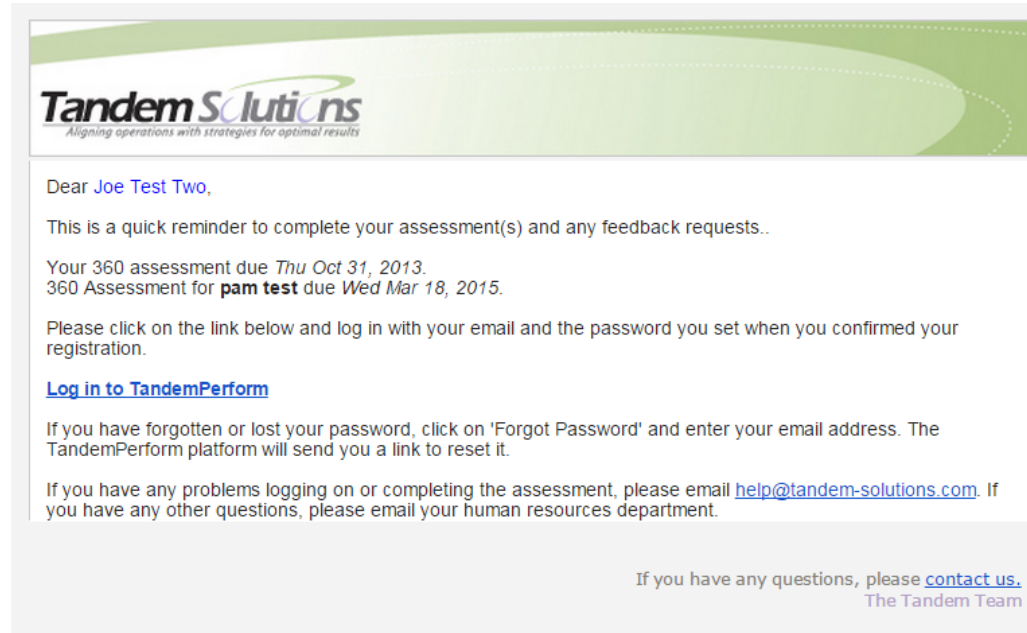 Tandem Solutions
Aligning operations with strategies for optimal results
Dear Joe Test Two,
This is a quick reminder to complete your assessment(s) and any feedback requests..
Your 360 assessment due Thu Oct 31, 2013.
360 Assessment for pam test due Wed Mar 18, 2015.
Please click on the link below and log in with your email and the password you set when you confirmed your
registration.
Log in to TandemPerform
If you have forgotten or lost your password, click on 'Forgot Password' and enter your email address. The
TandemPerform platform will send you a link to reset it.
If you have any problems logging on or completing the assessment, please email help@tandem-solutions.com. If
you have any other questions, please email your human resources department.
If you have any questions, please contact us.
The Tandem Team